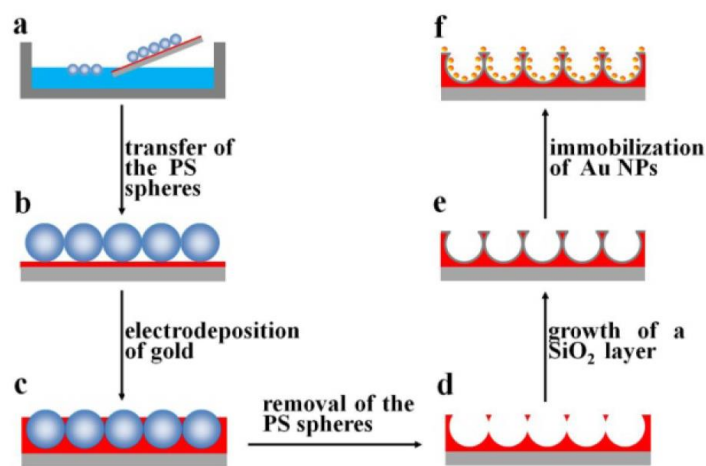 a
transfer of
the PS
spheres
b
electrodeposition
of gold
c
removal of the
PS spheres
d
growth of a
SiO₂ layer
e
immobilization
of Au NPs
f